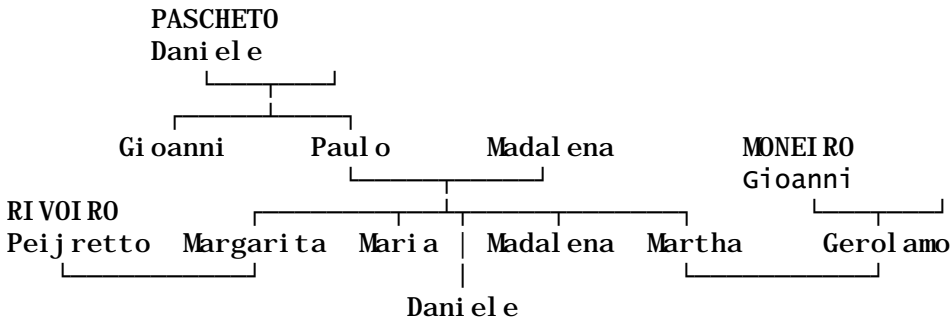 PASCHETO
Daniele
Gioanni Paulo Madalena MONEIRO
Gioanni
RIVOIRO
Peijretto Margarita Maria Madalena Martha Gerolamo
Daniele